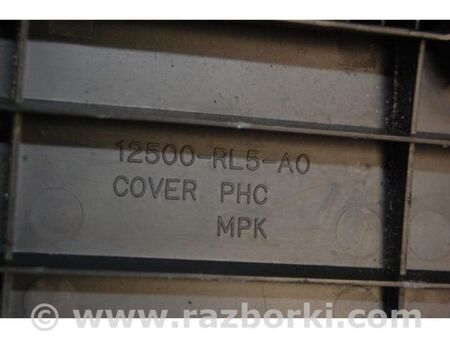 12500-RL5-A0
COVER PHC
MPK
© - www.razborki.com/